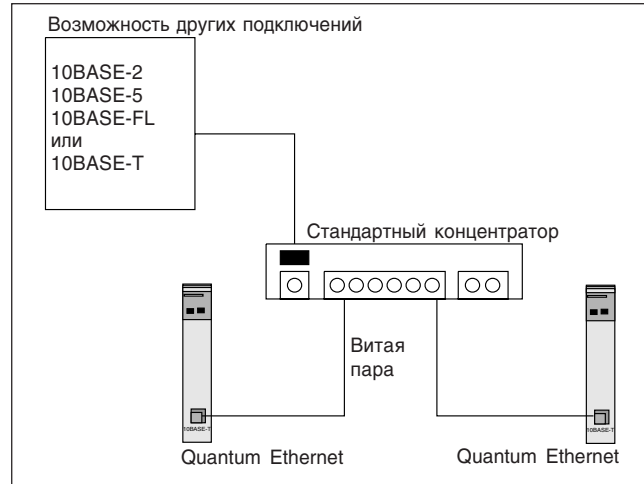 Возможность других подключений
10BASE-2
10BASE-5
10BASE-FL
или
10BASE-T
Стандартный концентратор
Витая
пара
10BASE-T
10BASE-T
Quantum Ethernet
Quantum Ethernet